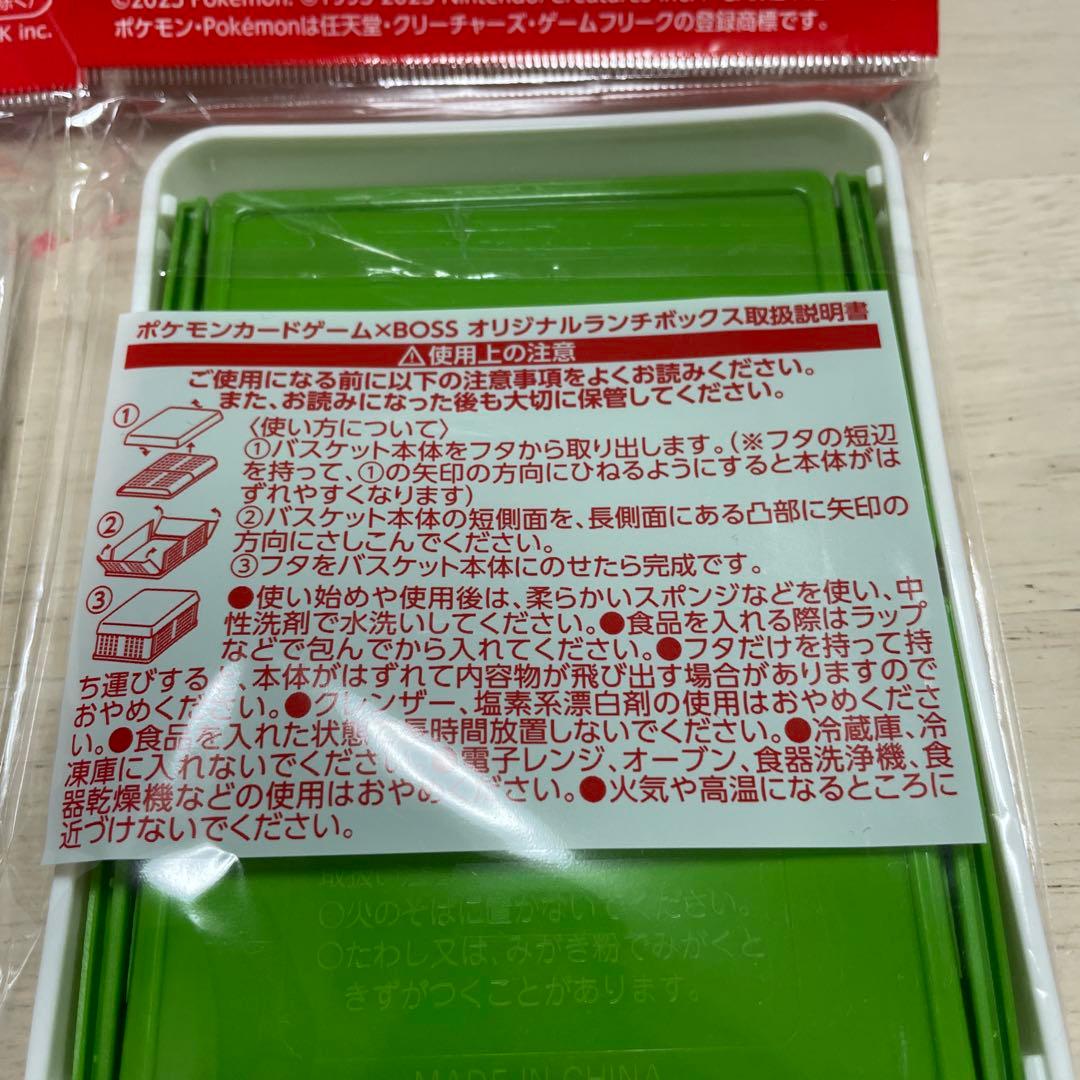 K inc.
©2023 Pokémon. ©1995-2023 Nintendo/Creatures Inc./
ポケモン・Pokémonは任天堂・クリーチャーズ・ゲームフリークの登録商標です。
ポケモンカードゲーム×BOSS オリジナルランチボックス取扱説明書
⚠使用上の注意
ご使用になる前に以下の注意事項をよくお読みください。
また、お読みになった後も大切に保管してください。
〈使い方について〉
①
①バスケット本体をフタから取り出します。(※フタの短辺
を持って、①の矢印の方向にひねるようにすると本体がは
ずれやすくなります)
②
②バスケット本体の短側面を、長側面にある凸部に矢印の
方向にさしこんでください。
③フタをバスケット本体にのせたら完成です。
③
●使い始めや使用後は、柔らかいスポンジなどを使い、中
性洗剤で水洗いしてください。●食品を入れる際はラップ
などで包んでから入れてください。●フタだけを持って持
ち運びする、本体がはずれて内容物が飛び出す場合がありますので
おやめください。●クレンザー、塩素系漂白剤の使用はおやめくださ
い。●食品を入れた状態 長時間放置しないでください。●冷蔵庫、冷
凍庫に入れないでください ●電子レンジ、オーブン、食器洗浄機、食
器乾燥機などの使用はおやめ ください。●火気や高温になるところに
近づけないでください。
○火のそばに置かないでください。
○たわし又は、みがき粉でみがくと
きずがつくことがあります。
MADE IN CHINA